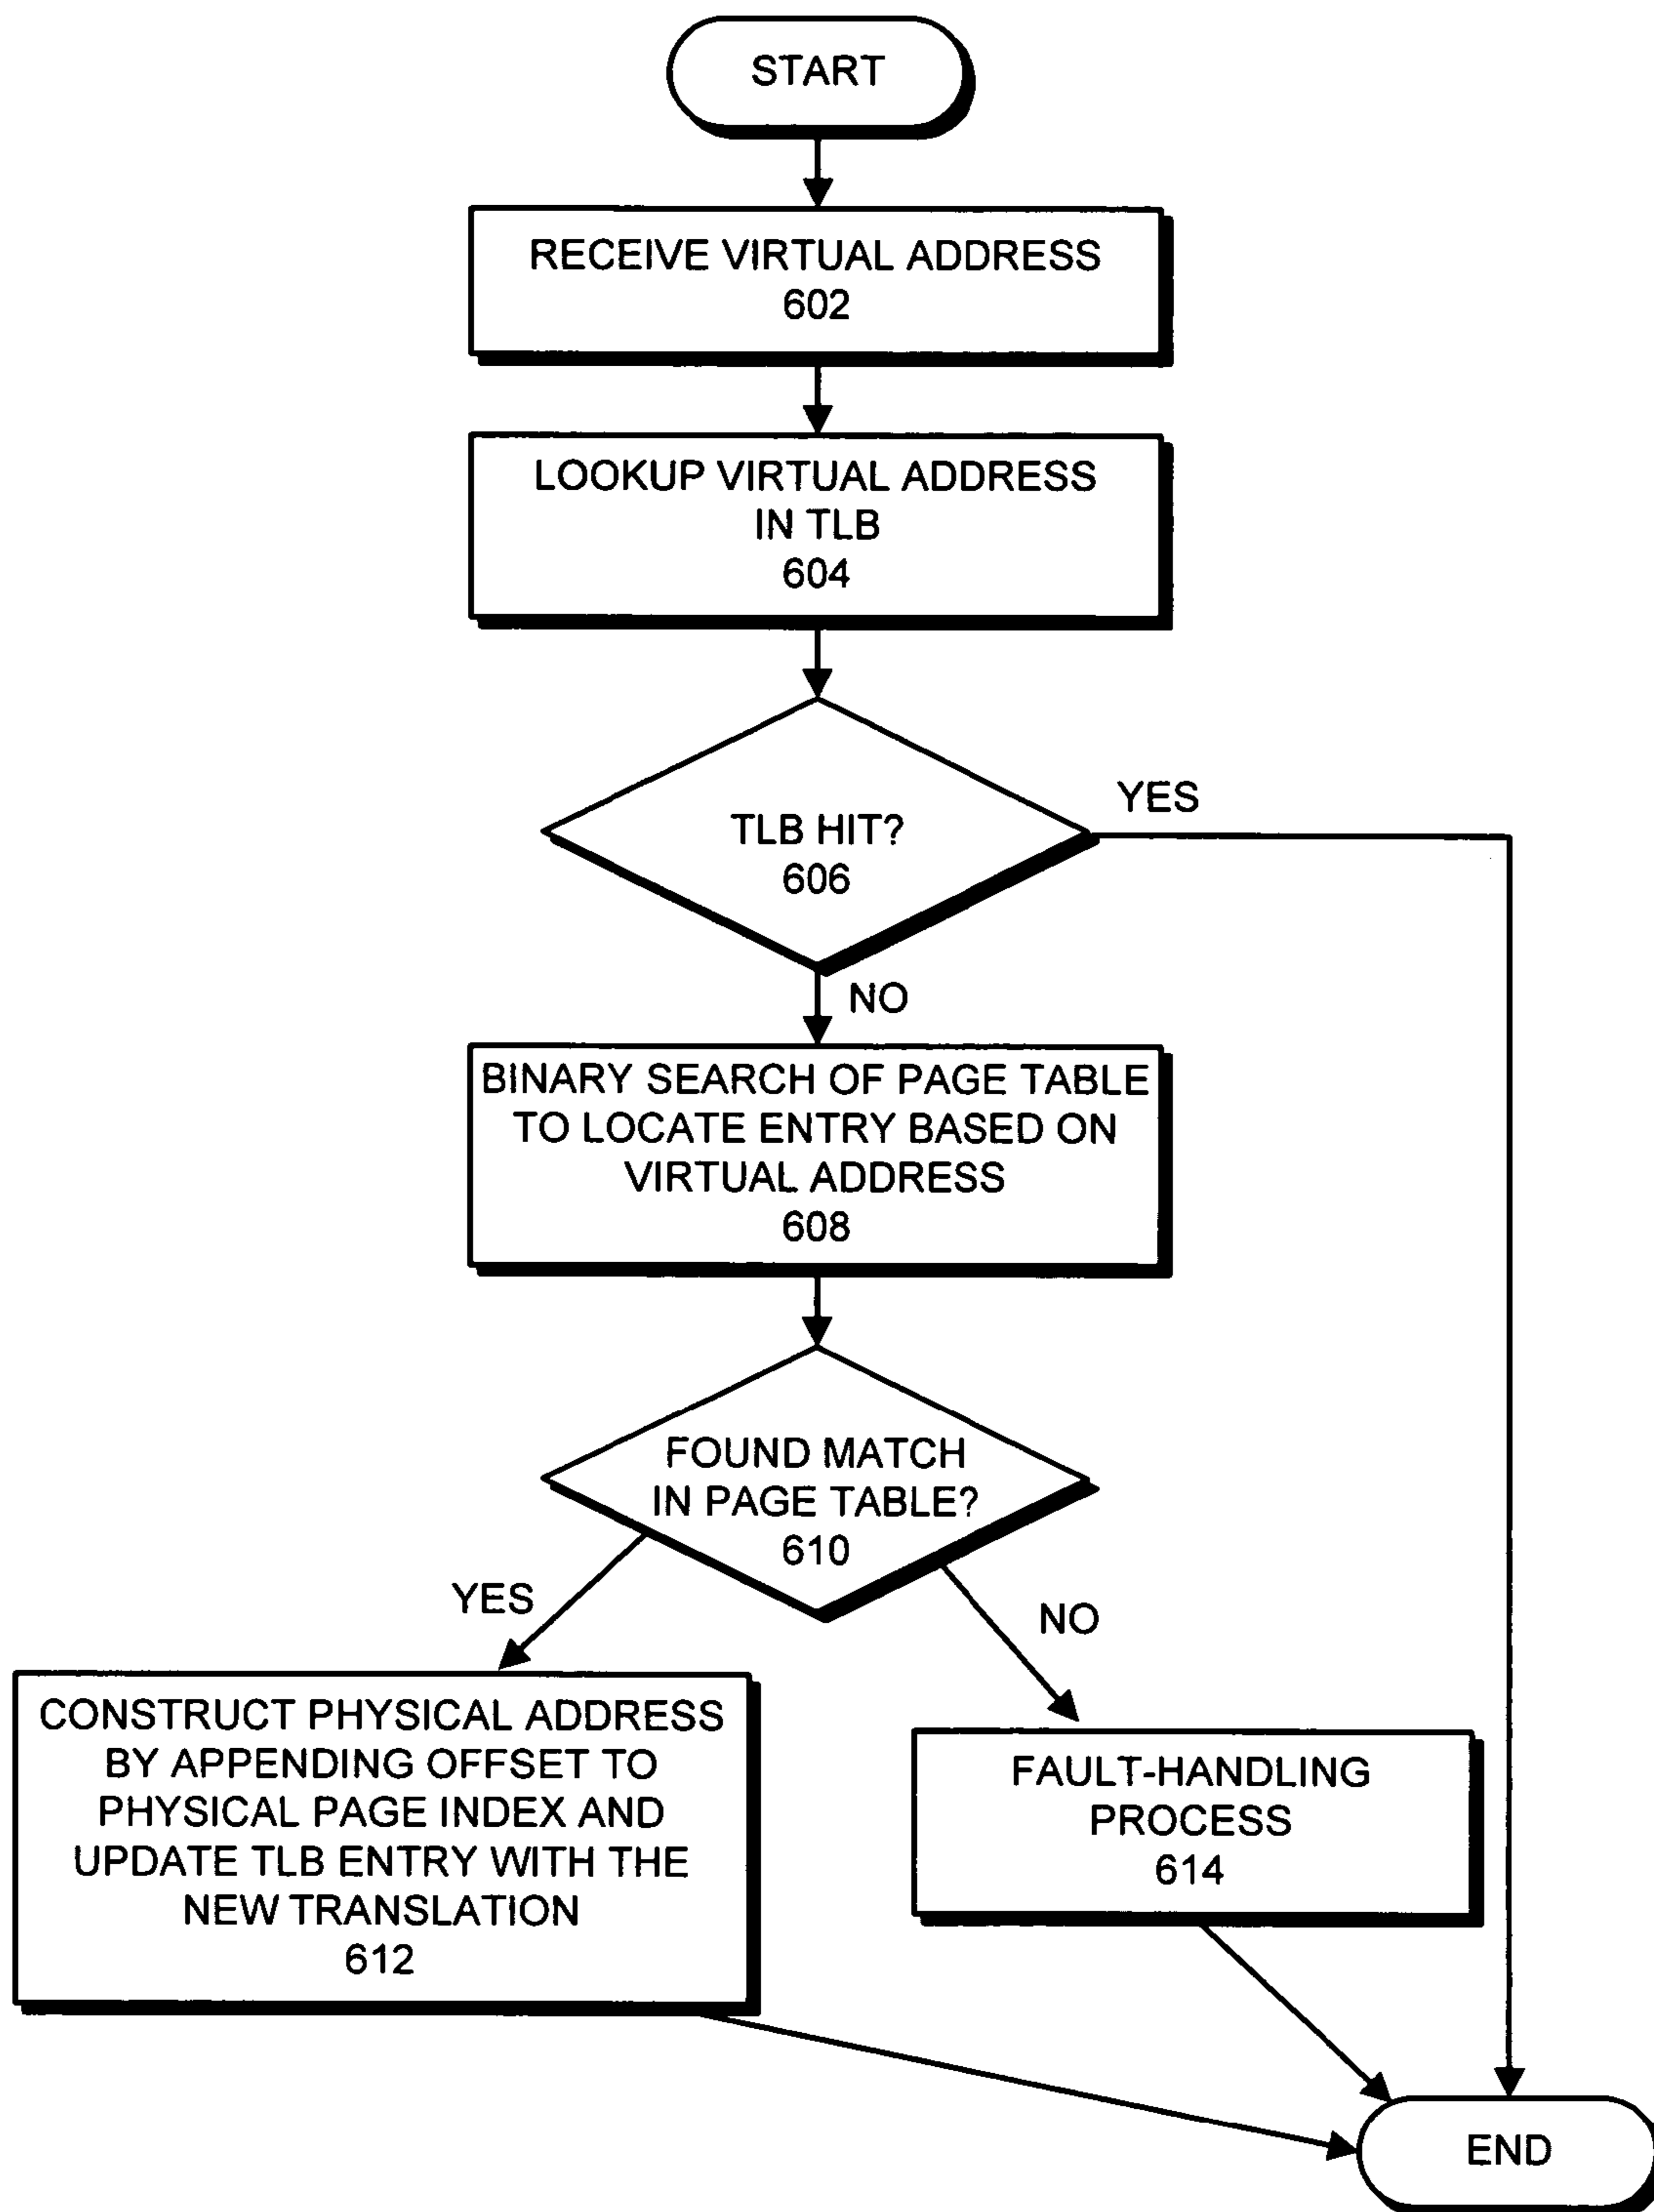 START
RECEIVE VIRTUAL ADDRESS
602
LOOKUP VIRTUAL ADDRESS
IN TLB
604
TLB HIT?
606
YES
NO
BINARY SEARCH OF PAGE TABLE
TO LOCATE ENTRY BASED ON
VIRTUAL ADDRESS
608
FOUND MATCH
IN PAGE TABLE?
610
YES
NO
CONSTRUCT PHYSICAL ADDRESS
BY APPENDING OFFSET TO
PHYSICAL PAGE INDEX AND
UPDATE TLB ENTRY WITH THE
NEW TRANSLATION
612
FAULT-HANDLING
PROCESS
614
END